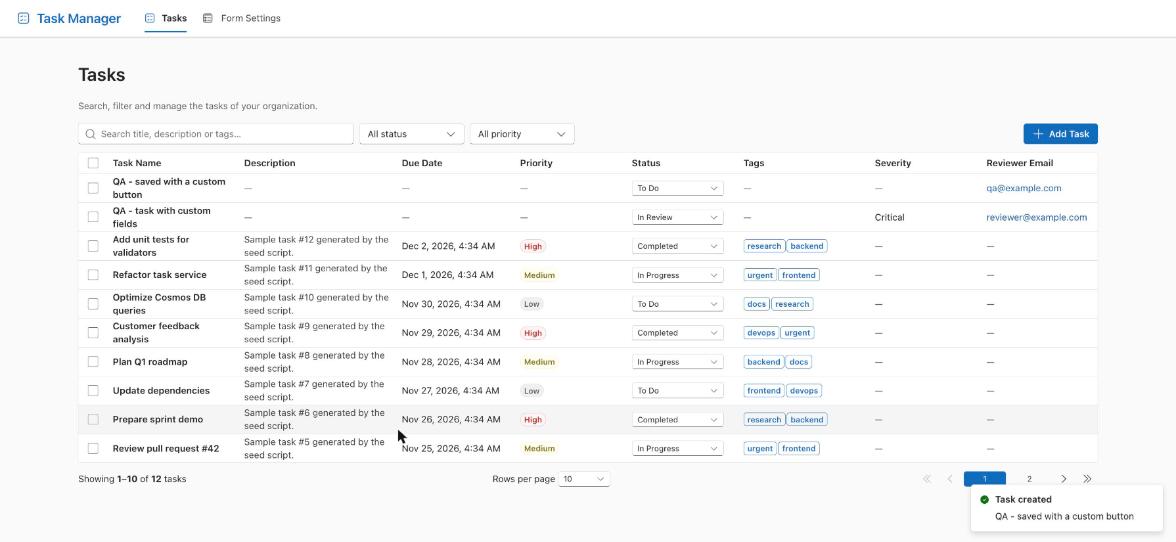 Task Manager
Tasks
Form Settings
Tasks
Search, filter and manage the tasks of your organization.
Search title, description or tags...
All status
All priority
Add Task
Task Name Description Due Date Priority Status Tags Severity Reviewer Email
QA - saved with a custom button — — — To Do — — qa@example.com
QA - task with custom fields — — — In Review — Critical reviewer@example.com
Add unit tests for validators Sample task #12 generated by the seed script. Dec 2, 2026, 4:34 AM High Completed research backend — —
Refactor task service Sample task #11 generated by the seed script. Dec 1, 2026, 4:34 AM Medium In Progress urgent frontend — —
Optimize Cosmos DB queries Sample task #10 generated by the seed script. Nov 30, 2026, 4:34 AM Low To Do docs research — —
Customer feedback analysis Sample task #9 generated by the seed script. Nov 29, 2026, 4:34 AM High Completed devops urgent — —
Plan Q1 roadmap Sample task #8 generated by the seed script. Nov 28, 2026, 4:34 AM Medium In Progress backend docs — —
Update dependencies Sample task #7 generated by the seed script. Nov 27, 2026, 4:34 AM Low To Do frontend devops — —
Prepare sprint demo Sample task #6 generated by the seed script. Nov 26, 2026, 4:34 AM High Completed research backend — —
Review pull request #42 Sample task #5 generated by the seed script. Nov 25, 2026, 4:34 AM Medium In Progress urgent frontend — —
Showing 1–10 of 12 tasks
Rows per page 10
1 2
Task created
QA - saved with a custom button